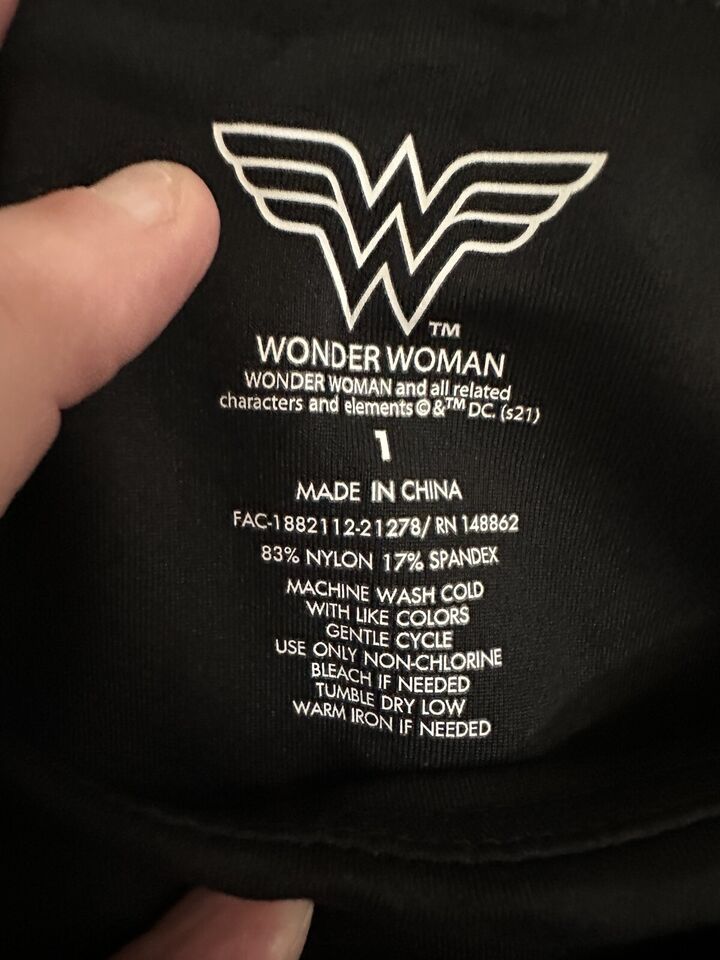 TM
WONDER WOMAN
WONDER WOMAN and all related
characters and elements © & TM DC. (s21)
1
MADE IN CHINA
FAC-1882112-21278/ RN 148862
83% NYLON 17% SPANDEX
MACHINE WASH COLD
WITH LIKE COLORS
GENTLE CYCLE
USE ONLY NON-CHLORINE
BLEACH IF NEEDED
TUMBLE DRY LOW
WARM IRON IF NEEDED